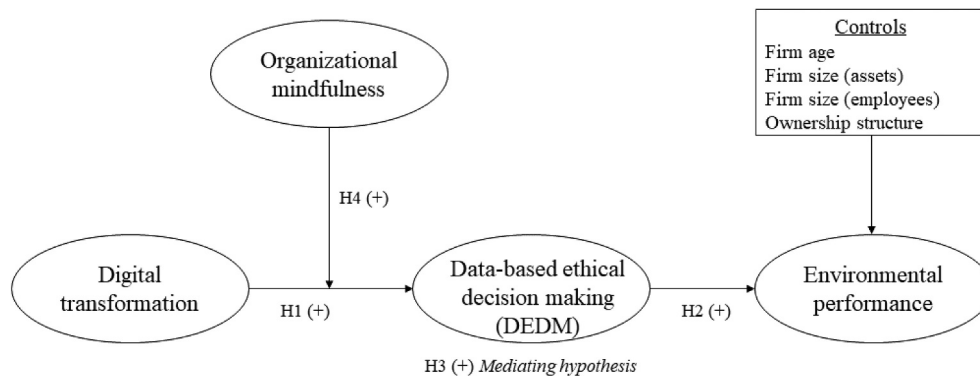 Controls
Firm age
Firm size (assets)
Firm size (employees)
Ownership structure
Organizational
mindfulness
H4 (+)
Digital
transformation
H1 (+)
Data-based ethical
decision making
(DEDM)
H2 (+)
Environmental
performance
H3 (+) Mediating hypothesis